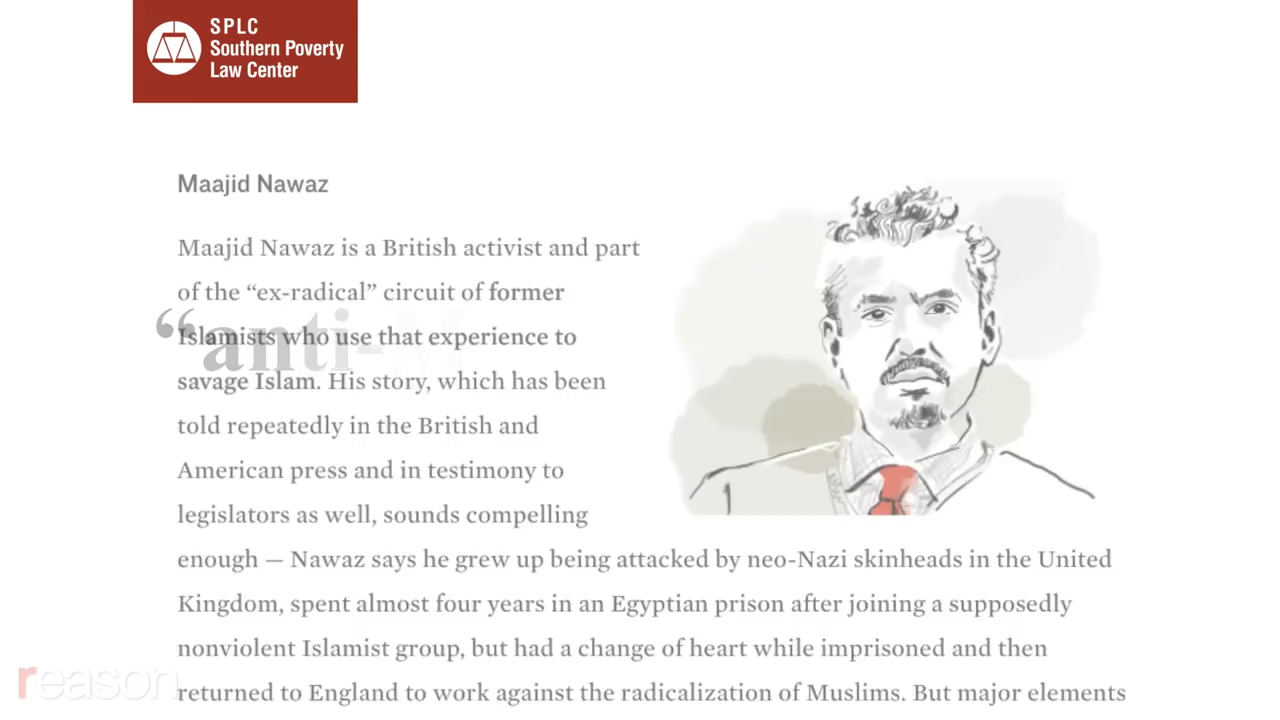 SPLC
Southern Poverty
Law Center
Maajid Nawaz
Maajid Nawaz is a British activist and part
of the “ex-radical” circuit of former
Islamists who use that experience to
savage Islam. His story, which has been
told repeatedly in the British and
American press and in testimony to
legislators as well, sounds compelling
enough — Nawaz says he grew up being attacked by neo-Nazi skinheads in the United
Kingdom, spent almost four years in an Egyptian prison after joining a supposedly
nonviolent Islamist group, but had a change of heart while imprisoned and then
returned to England to work against the radicalization of Muslims. But major elements
“anti-M
reason